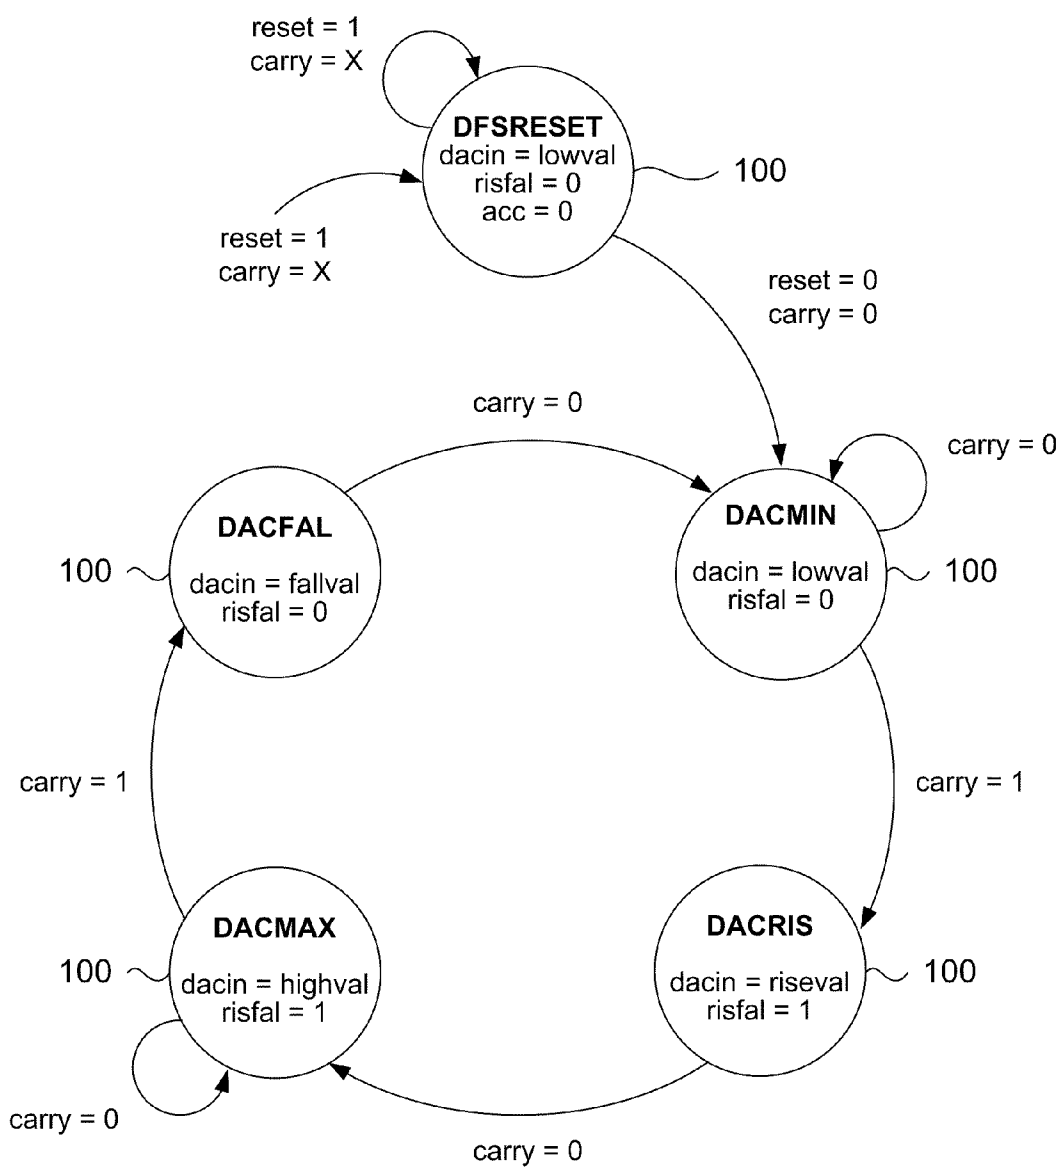 reset = 1
carry = X
DFSRESET
dacin = lowval
risfal = 0
acc = 0
100
reset = 1
carry = X
reset = 0
carry = 0
carry = 0
carry = 0
DACFAL
dacin = fallval
risfal = 0
100
DACMIN
dacin = lowval
risfal = 0
100
carry = 1
carry = 1
DACMAX
dacin = highval
risfal = 1
100
DACRIS
dacin = riseval
risfal = 1
100
carry = 0
carry = 0